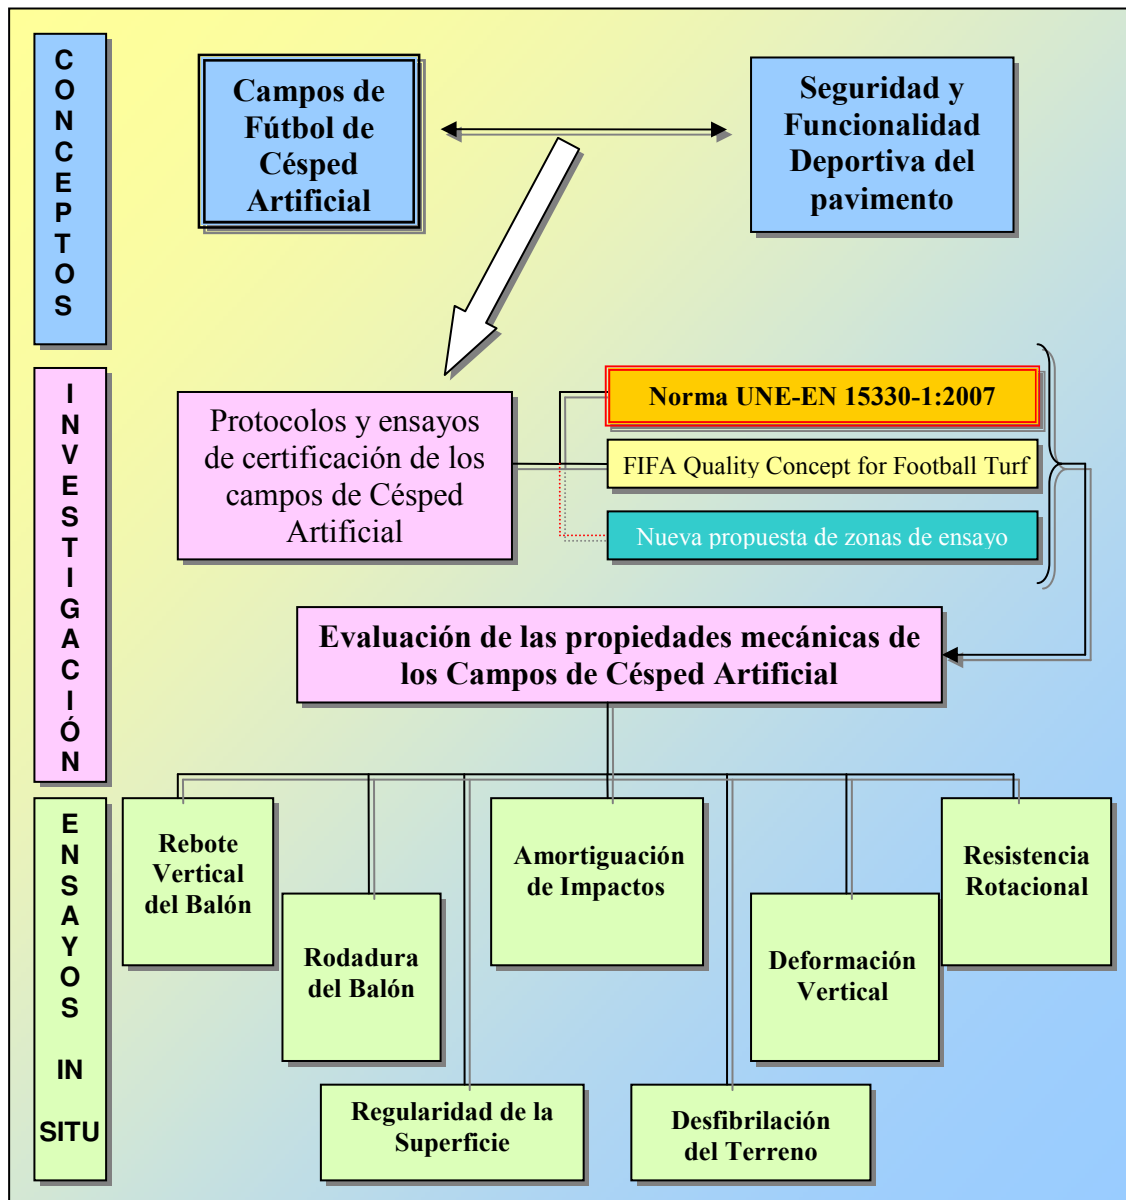 CONCEPTOS
Campos de
Fútbol de
Césped
Artificial
Seguridad y
Funcionalidad
Deportiva del
pavimento
INVESTIGACIÓN
Protocolos y ensayos
de certificación de los
campos de Césped
Artificial
Norma UNE-EN 15330-1:2007
FIFA Quality Concept for Football Turf
Nueva propuesta de zonas de ensayo
Evaluación de las propiedades mecánicas de
los Campos de Césped Artificial
ENSAYOS
IN
SITU
Rebote
Vertical
del Balón
Rodadura
del Balón
Regularidad de la
Superficie
Amortiguación
de Impactos
Desfibrilación
del Terreno
Deformación
Vertical
Resistencia
Rotacional